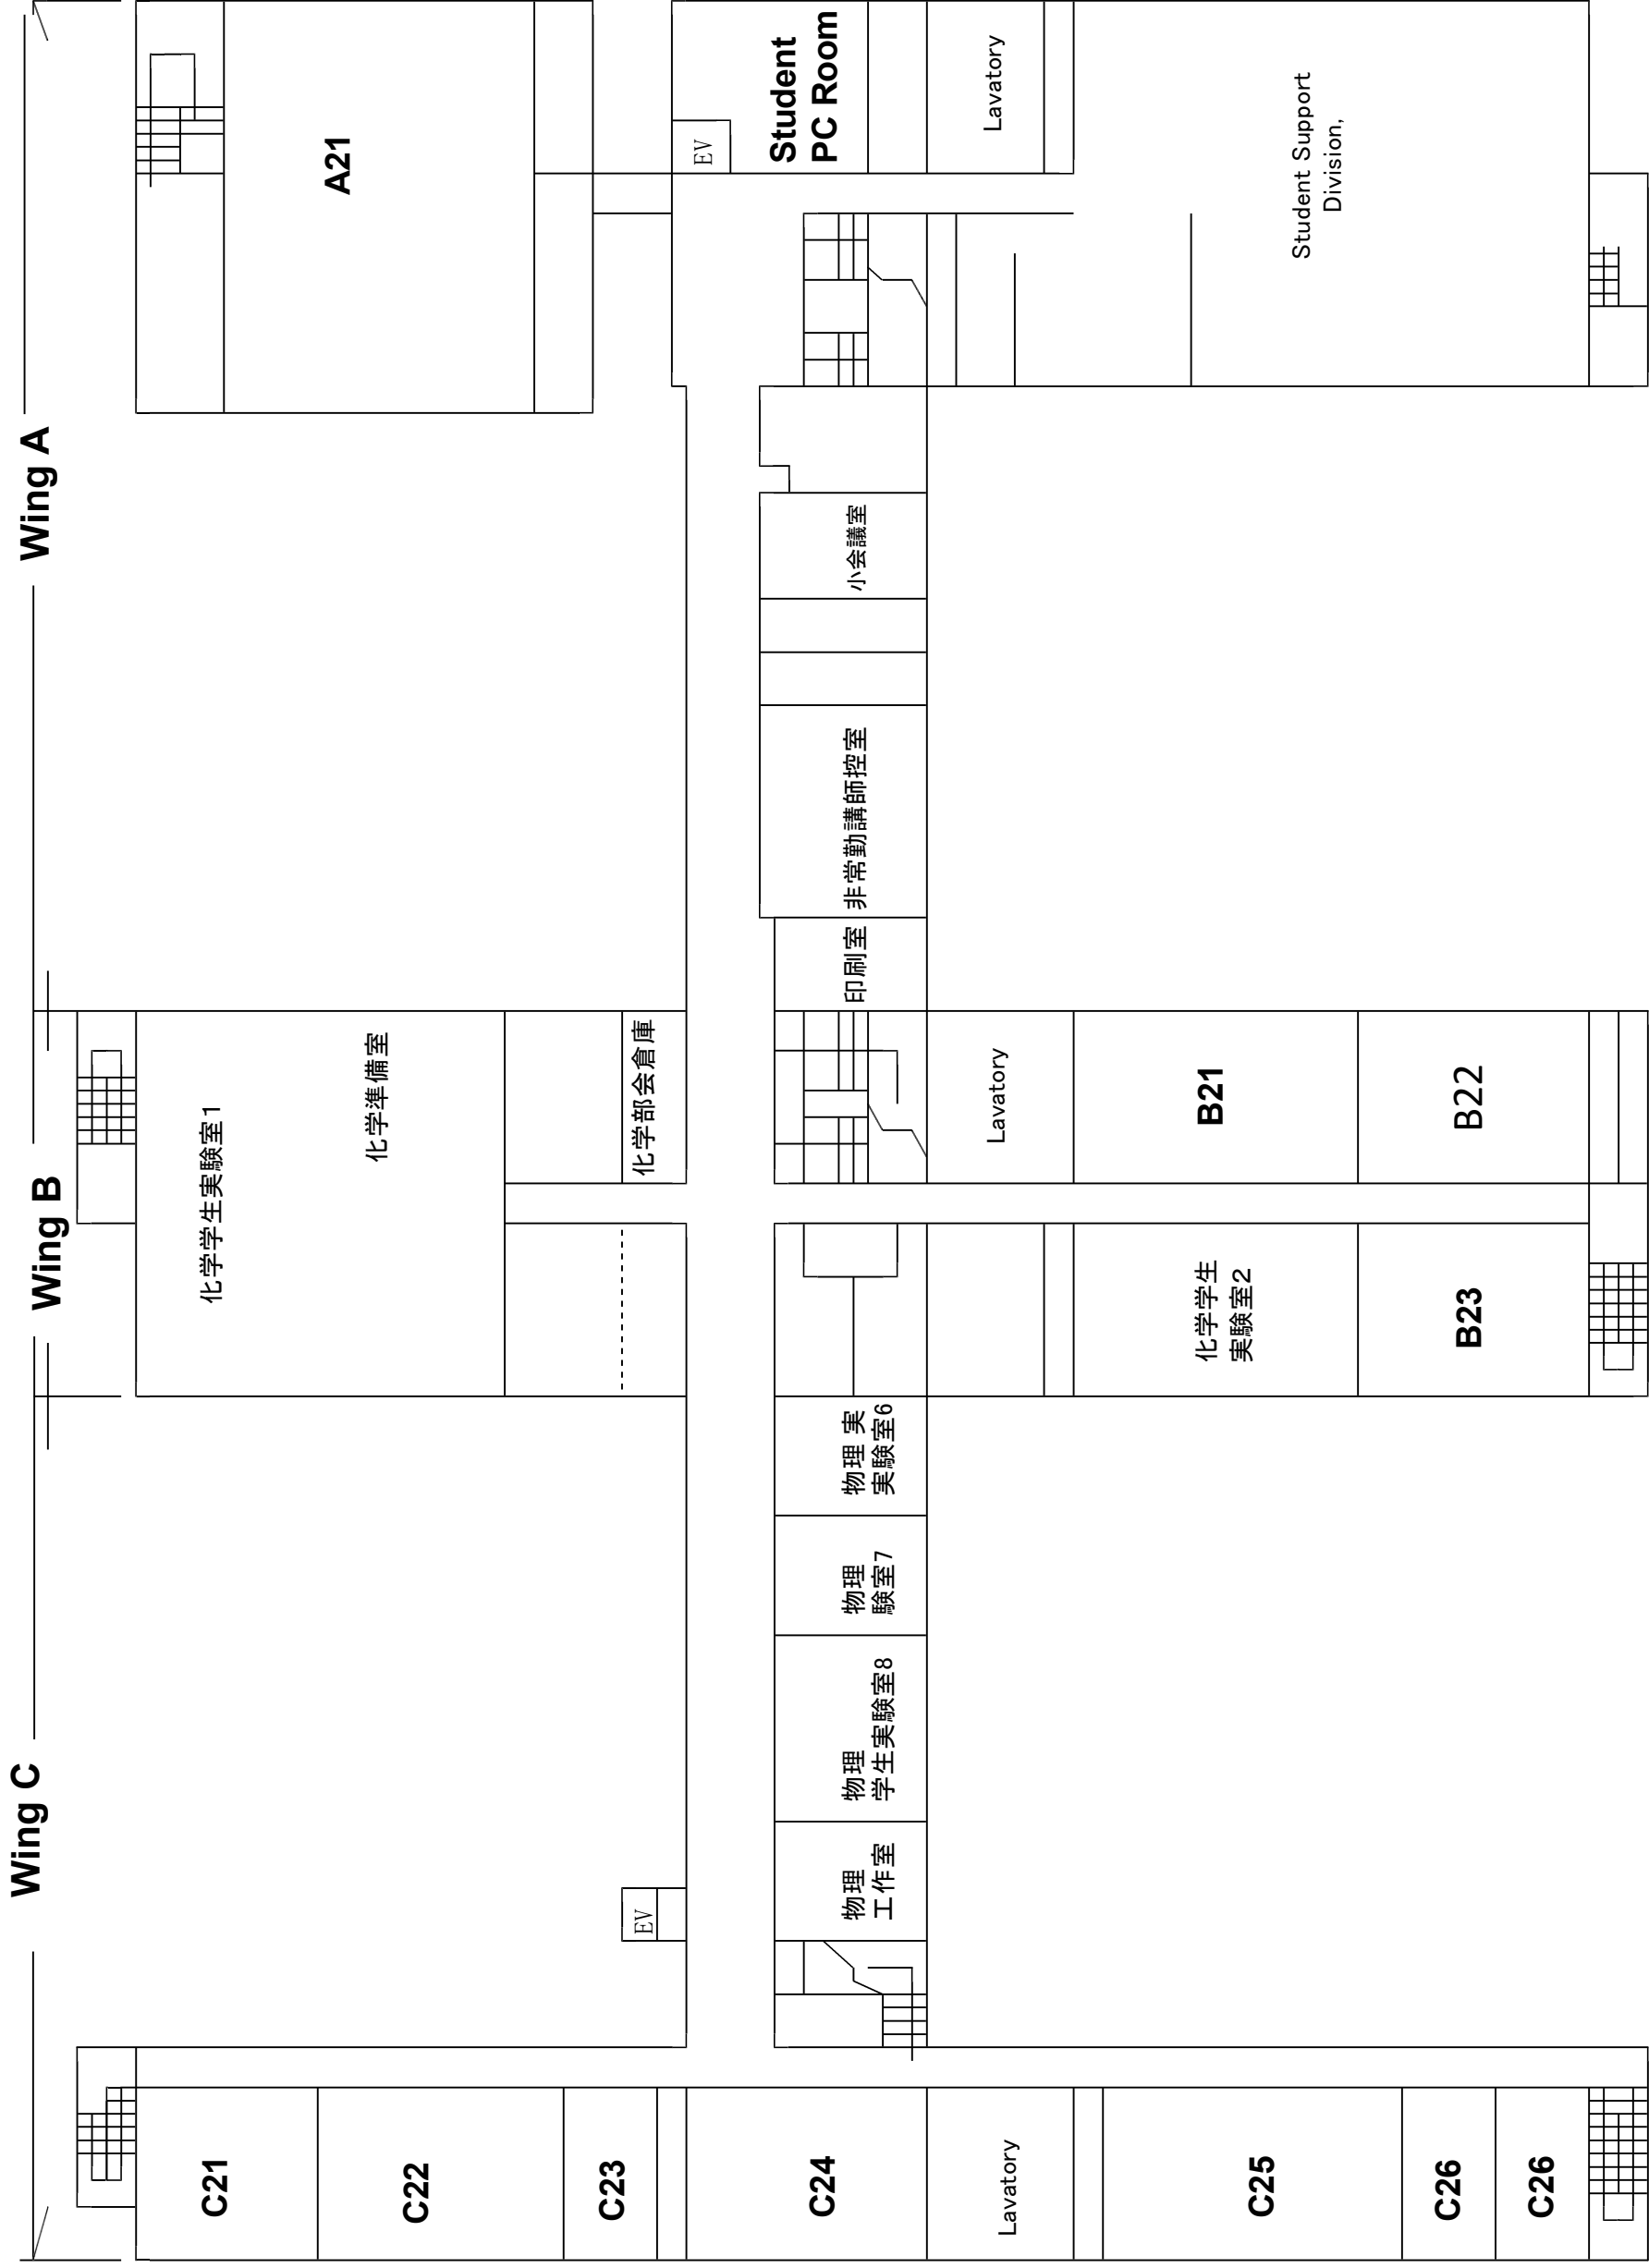 Wing C
Wing B
Wing A
C21
化学学生実験室1
化学準備室
A21
C22
C23
EV
化学部会倉庫
EV
Student
PC Room
C24
物理
工作室
物理
学生実験室8
物理
験室7
物理 実
実験室6
印刷室
非常勤講師控室
小会議室
Lavatory
Lavatory
Lavatory
C25
化学学生
実験室2
B21
Student Support
Division,
C26
B23
B22
C26